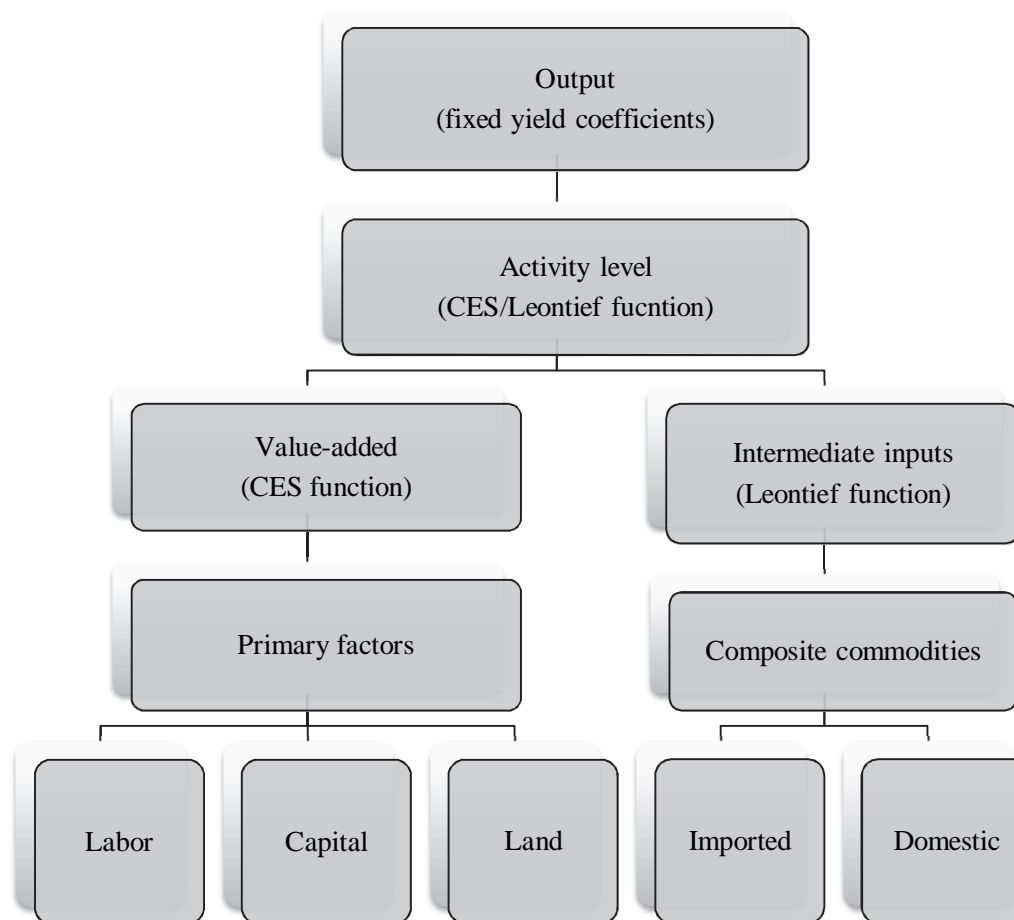 Output
(fixed yield coefficients)
Activity level
(CES/Leontief fucntion)
Value-added
(CES function)
Intermediate inputs
(Leontief function)
Primary factors
Composite commodities
Labor
Capital
Land
Imported
Domestic